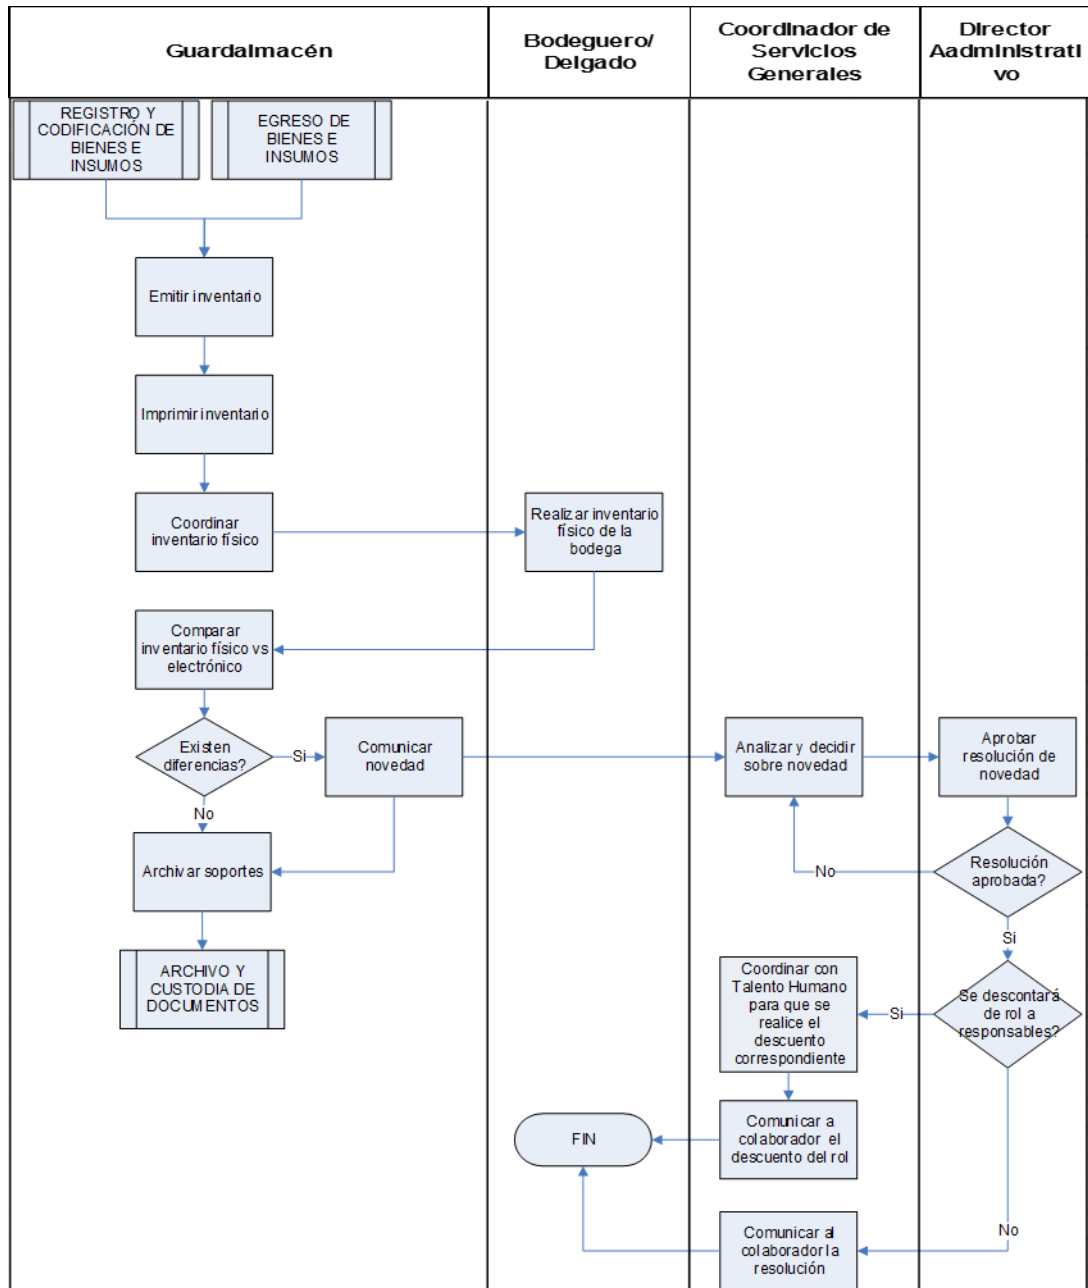 Guardalmacén
Bodeguero/
Delgado
Coordinador de
Servicios
Generales
Director
Aadministrati
vo
REGISTRO Y
CODIFICACIÓN DE
BIENES E
INSUMOS
EGRESO DE
BIENES E
INSUMOS
Emitir inventario
Imprimir inventario
Coordinar
inventario físico
Realizar inventario
físico de la
bodega
Comparar
inventario físico vs
electrónico
Existen
diferencias?
Si
Comunicar
novedad
Analizar y decidir
sobre novedad
Aprobar
resolución de
novedad
No
Archivar soportes
No
Resolución
aprobada?
Si
ARCHIVO Y
CUSTODIA DE
DOCUMENTOS
Coordinar con
Talento Humano
para que se
realice el
descuento
correspondiente
Si
Se descontará
de rol a
responsables?
FIN
Comunicar a
colaborador el
descuento del rol
No
Comunicar al
colaborador la
resolución